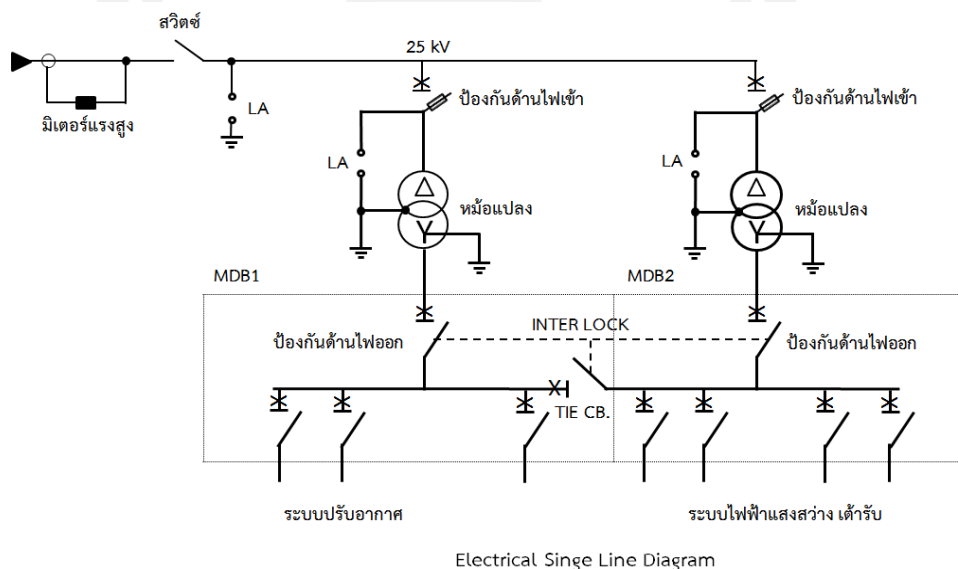 สวิตซ์
25 kV
ป้องกันด้านไฟเข้า
ป้องกันด้านไฟเข้า
LA
มิเตอร์แรงสูง
LA
LA
หม้อแปลง
หม้อแปลง
MDB1
MDB2
INTER LOCK
ป้องกันด้านไฟออก
ป้องกันด้านไฟออก
TIE CB.
ระบบปรับอากาศ
ระบบไฟฟ้าแสงสว่าง เต้ารับ
Electrical Singe Line Diagram